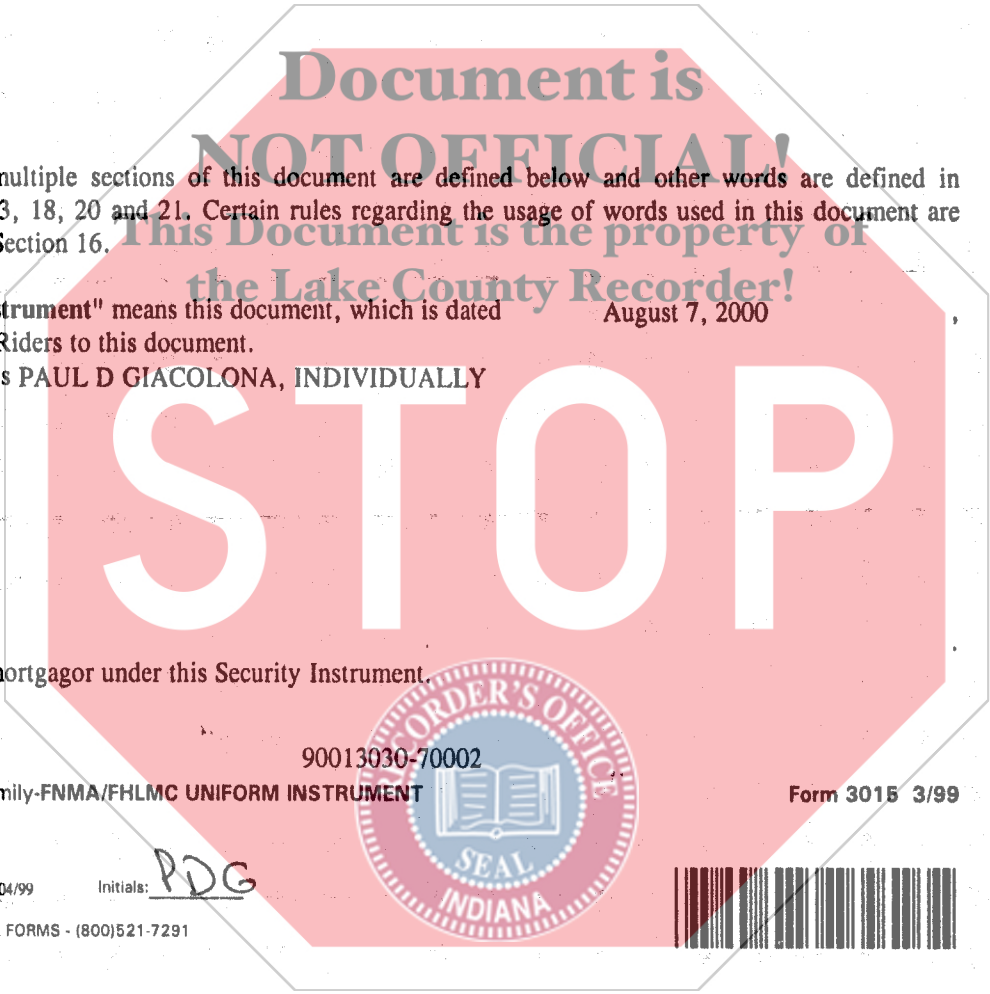 Document is
NOT OFFICIAL!
multiple sections of this document are defined below and other words are defined in
3, 18, 20 and 21. Certain rules regarding the usage of words used in this document are
Section 16.
This Document is the property of
the Lake County Recorder!
trument" means this document, which is dated August 7, 2000 ,
Riders to this document.
s PAUL D GIACOLONA, INDIVIDUALLY
STOP
.
ortgagor under this Security Instrument.
RECORDER'S OFFICE
90013030-70002
mily-FNMA/FHLMC UNIFORM INSTRUMENT Form 3015 3/99
SEAL
INDIANA
04/99 Initials: PDG
FORMS - (800)521-7291